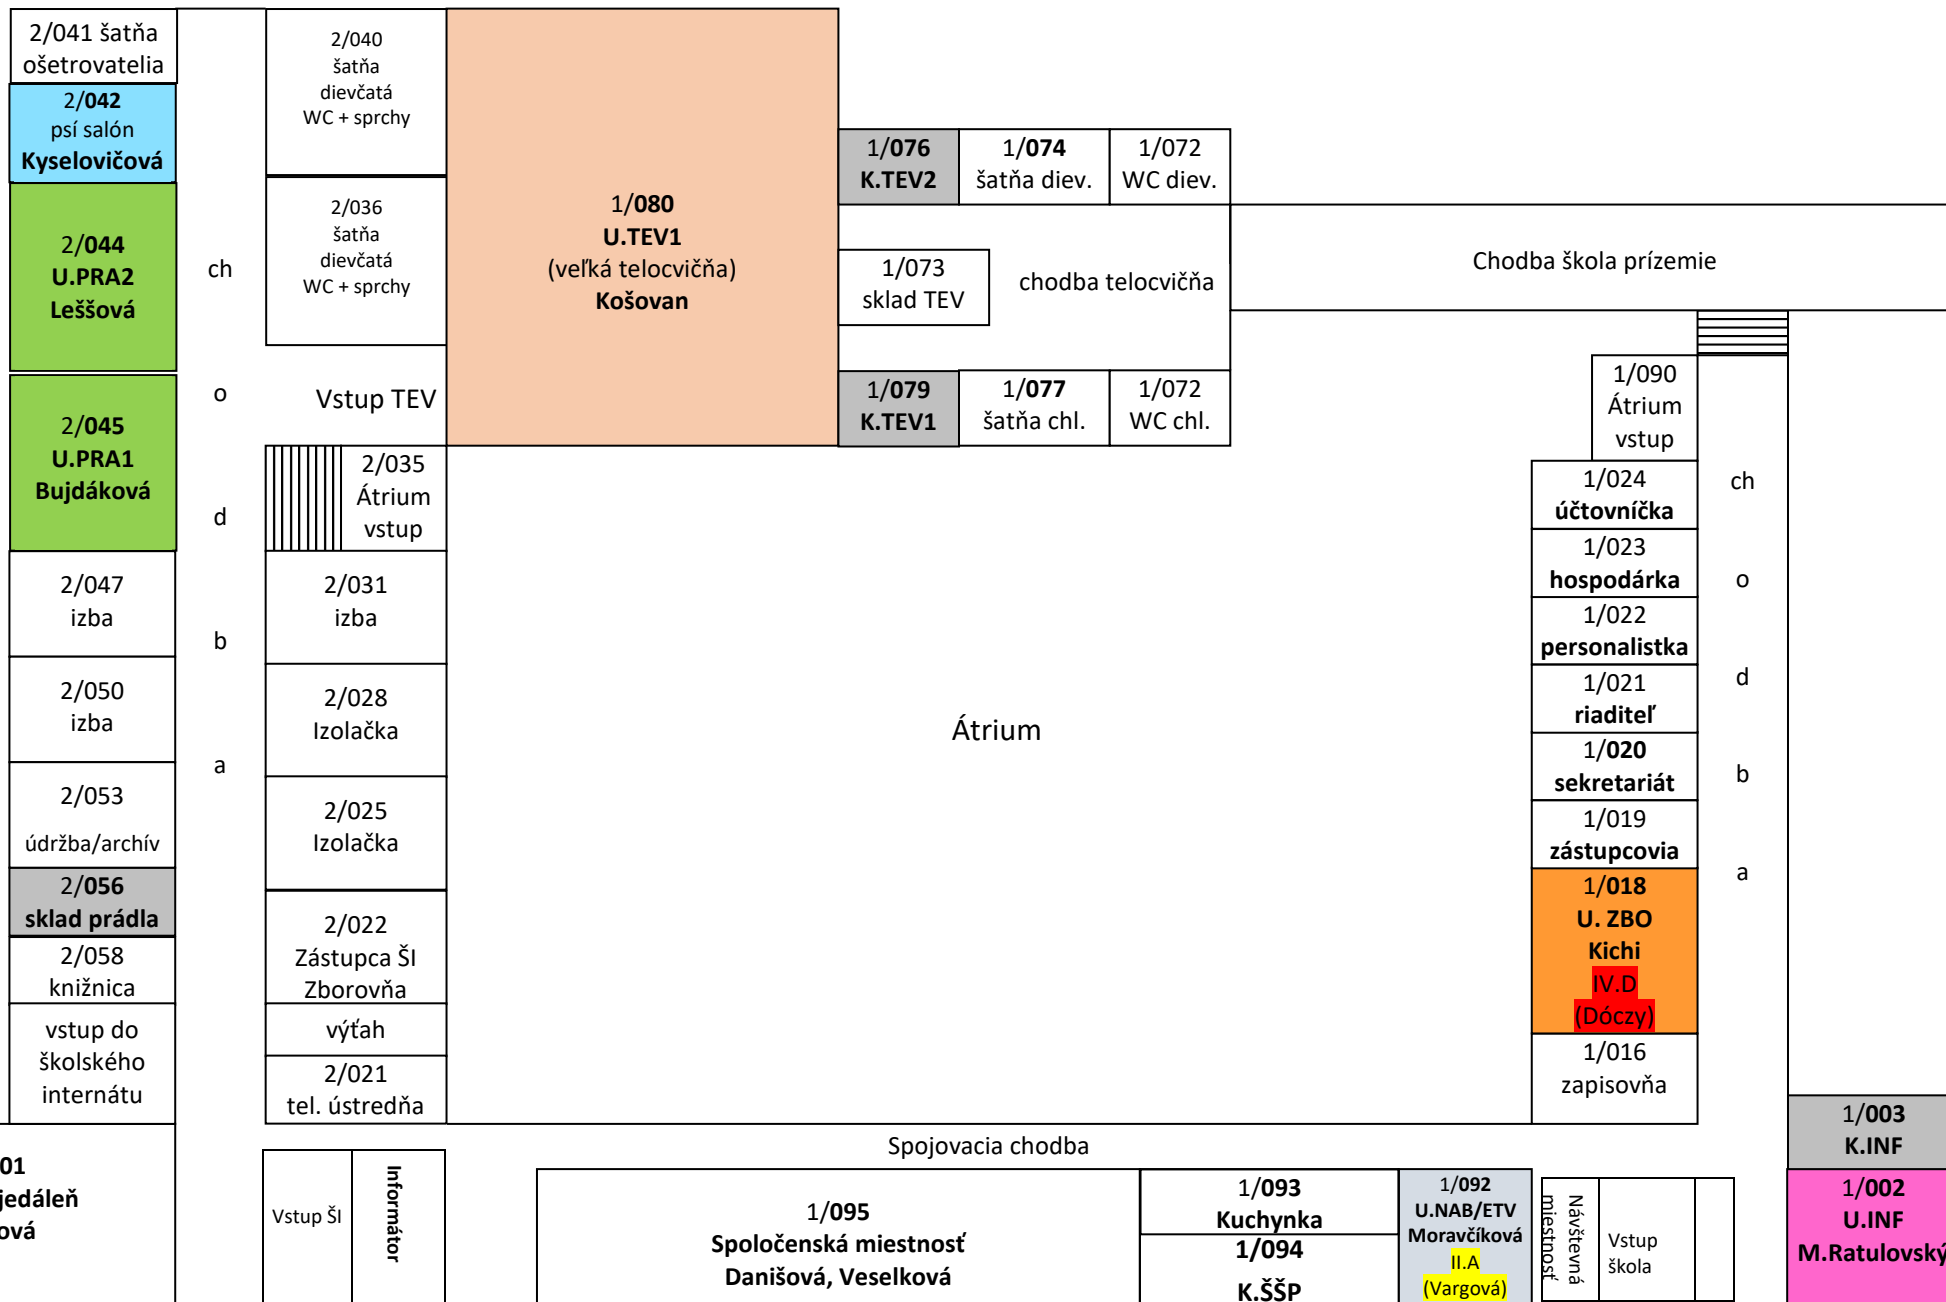 2/041 šatňa
ošetrovatelia
2/042
psí salón
Kyselovičová
2/044
U.PRA2
Leššová
2/045
U.PRA1
Bujdáková
2/047
izba
2/050
izba
2/053
údržba/archív
2/056
sklad prádla
2/058
knižnica
vstup do
školského
internátu
01
jedáleň
ová
ch
o
d
b
a
2/040
šatňa
dievčatá
WC + sprchy
2/036
šatňa
dievčatá
WC + sprchy
Vstup TEV
2/035
Átrium
vstup
2/031
izba
2/028
Izolačka
2/025
Izolačka
2/022
Zástupca ŠI
Zborovňa
výťah
2/021
tel. ústredňa
Vstup ŠI
Informátor
1/080
U.TEV1
(veľká telocvičňa)
Košovan
1/076
K.TEV2
1/074
šatňa diev.
1/072
WC diev.
1/073
sklad TEV
chodba telocvičňa
1/079
K.TEV1
1/077
šatňa chl.
1/072
WC chl.
Chodba škola prízemie
Átrium
1/090
Átrium
vstup
1/024
účtovníčka
1/023
hospodárka
1/022
personalistka
1/021
riaditeľ
1/020
sekretariát
1/019
zástupcovia
1/018
U. ZBO
Kichi
IV.D
(Dóczy)
1/016
zapisovňa
ch
o
d
b
a
Spojovacia chodba
1/095
Spoločenská miestnosť
Danišová, Veselková
1/093
Kuchynka
1/094
K.ŠŠP
1/092
U.NAB/ETV
Moravčíková
II.A
(Vargová)
Návštevná
miestnosť
Vstup
škola
1/003
K.INF
1/002
U.INF
M.Ratulovský